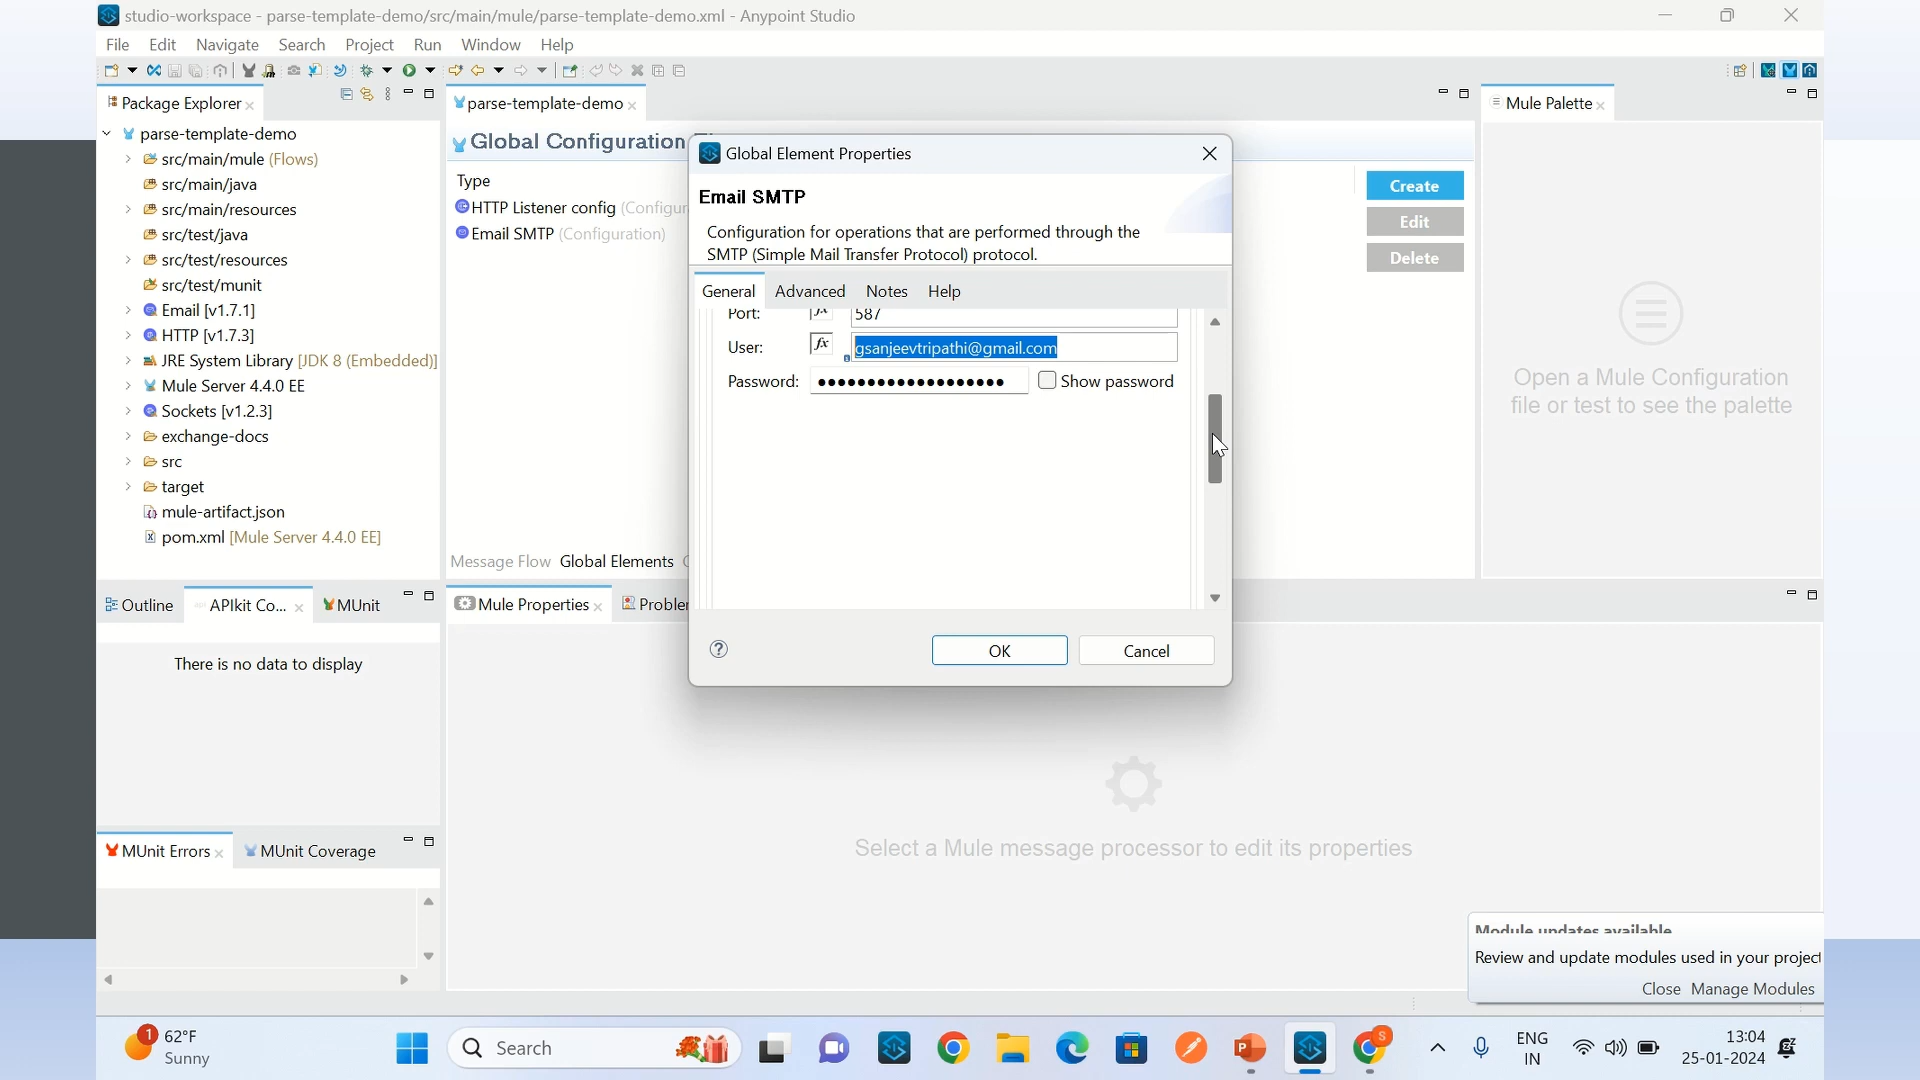 studio-workspace - parse-template-demo/src/main/mule/parse-template-demo.xml - Anypoint Studio
File Edit Navigate Search Project Run Window Help
Package Explorer
parse-template-demo
src/main/mule (Flows)
src/main/java
src/main/resources
src/test/java
src/test/resources
src/test/munit
Email [v1.7.1]
HTTP [v1.7.3]
JRE System Library [JDK 8 (Embedded)]
Mule Server 4.4.0 EE
Sockets [v1.2.3]
exchange-docs
src
target
mule-artifact.json
pom.xml [Mule Server 4.4.0 EE]
parse-template-demo
Global Configuration
Type
HTTP Listener config (Configur
Email SMTP (Configuration)
Create
Edit
Delete
Message Flow Global Elements
Mule Palette
Open a Mule Configuration
file or test to see the palette
Global Element Properties
Email SMTP
Configuration for operations that are performed through the
SMTP (Simple Mail Transfer Protocol) protocol.
General Advanced Notes Help
Port: fx 587
User: fx gsanjeevtripathi@gmail.com
Password: ●●●●●●●●●●●●●●●●●●● Show password
? OK Cancel
Outline APIkit Co... MUnit
There is no data to display
Mule Properties Probler
Select a Mule message processor to edit its properties
MUnit Errors MUnit Coverage
Module updates available
Review and update modules used in your project
Close Manage Modules
1 62°F
Sunny
Search
S
ENG
IN
13:04
25-01-2024